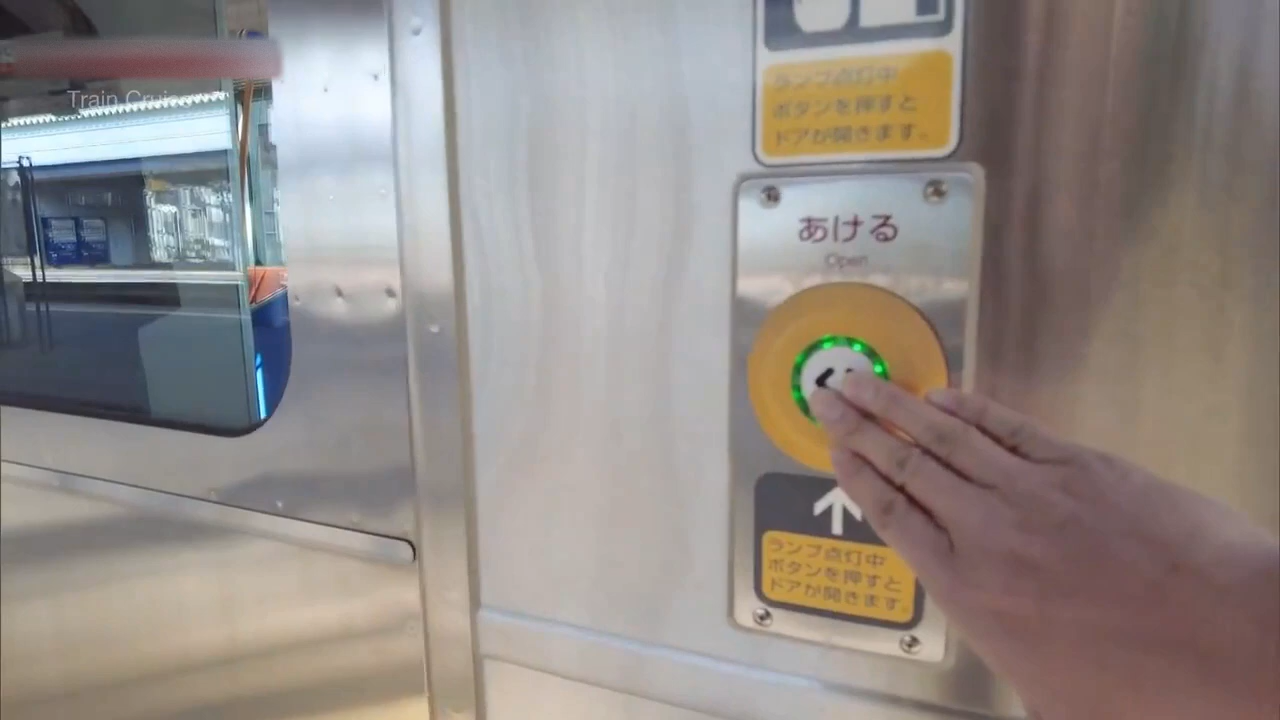 Train Cruise
ランプ点灯中
ボタンを押すと
ドアが開きます。
あける
Open
ランプ点灯中
ボタンを押すと
ドアが開きます。